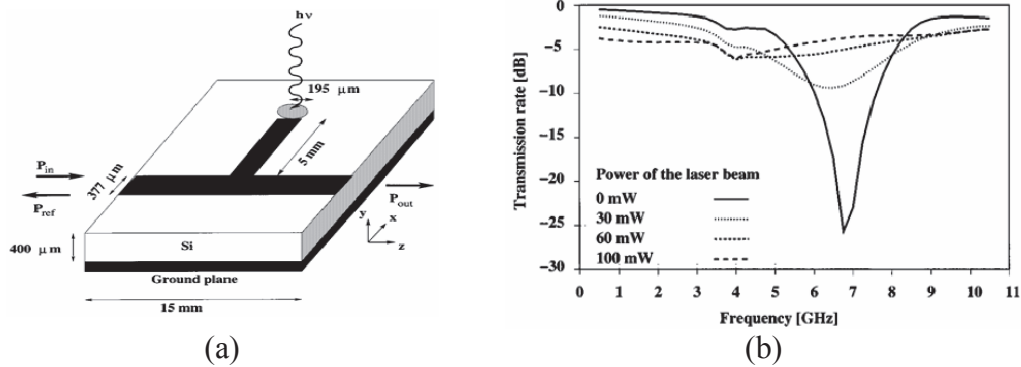 hν
195 μm
5 mm
P_in
377 μm
P_ref
P_out
y
x
z
400 μm
Si
Ground plane
15 mm
(a)
Transmission rate [dB]
0
−5
−10
−15
−20
−25
−30
Power of the laser beam
0 mW
30 mW
60 mW
100 mW
0 1 2 3 4 5 6 7 8 9 10 11
Frequency [GHz]
(b)